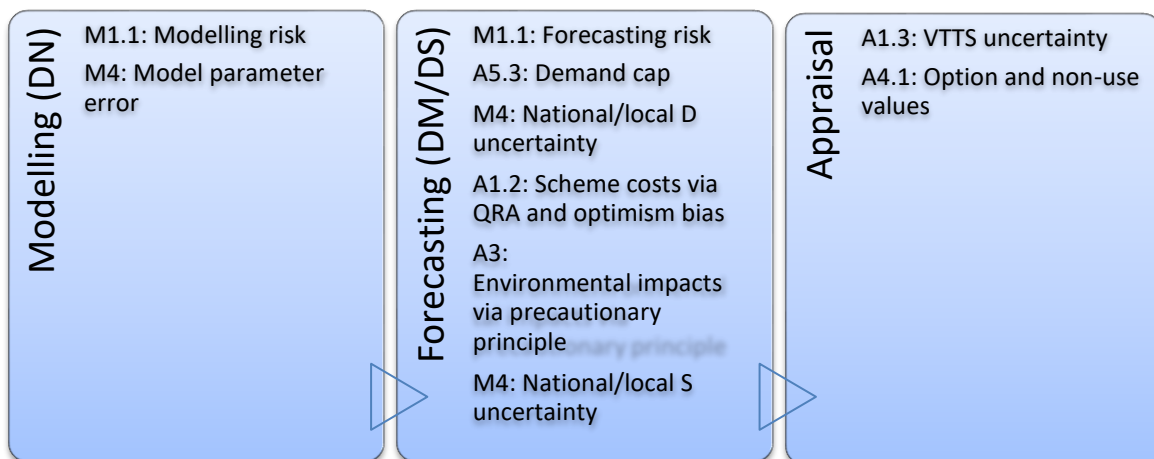 Modelling (DN)
M1.1: Modelling risk
M4: Model parameter
error
Forecasting (DM/DS)
M1.1: Forecasting risk
A5.3: Demand cap
M4: National/local D
uncertainty
A1.2: Scheme costs via
QRA and optimism bias
A3:
Environmental impacts
via precautionary
principle
M4: National/local S
uncertainty
Appraisal
A1.3: VTTS uncertainty
A4.1: Option and non-use
values